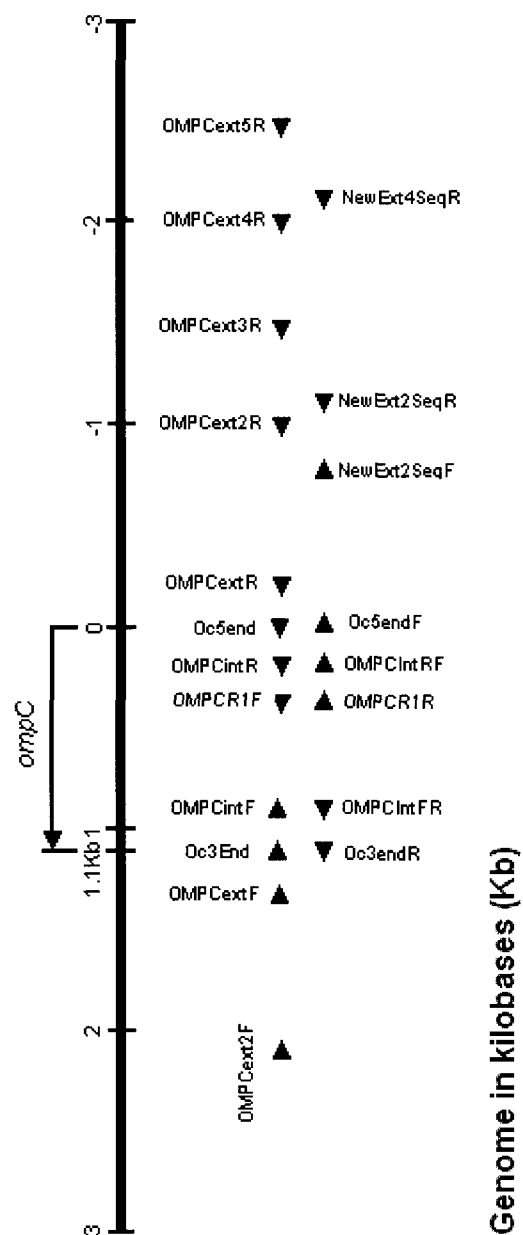 -3
OMPCext5R
NewExt4SeqR
-2
OMPCext4R
OMPCext3R
NewExt2SeqR
-1
OMPCext2R
NewExt2SeqF
OMPCextR
0
Oc5end
Oc5endF
OMPCintR
OMPCIntRF
OMPCR1F
OMPCR1R
ompC
OMPCintF
OMPCIntFR
1
1.1Kb
Oc3End
Oc3endR
OMPCextF
2
OMPCext2F
3
Genome in kilobases (Kb)